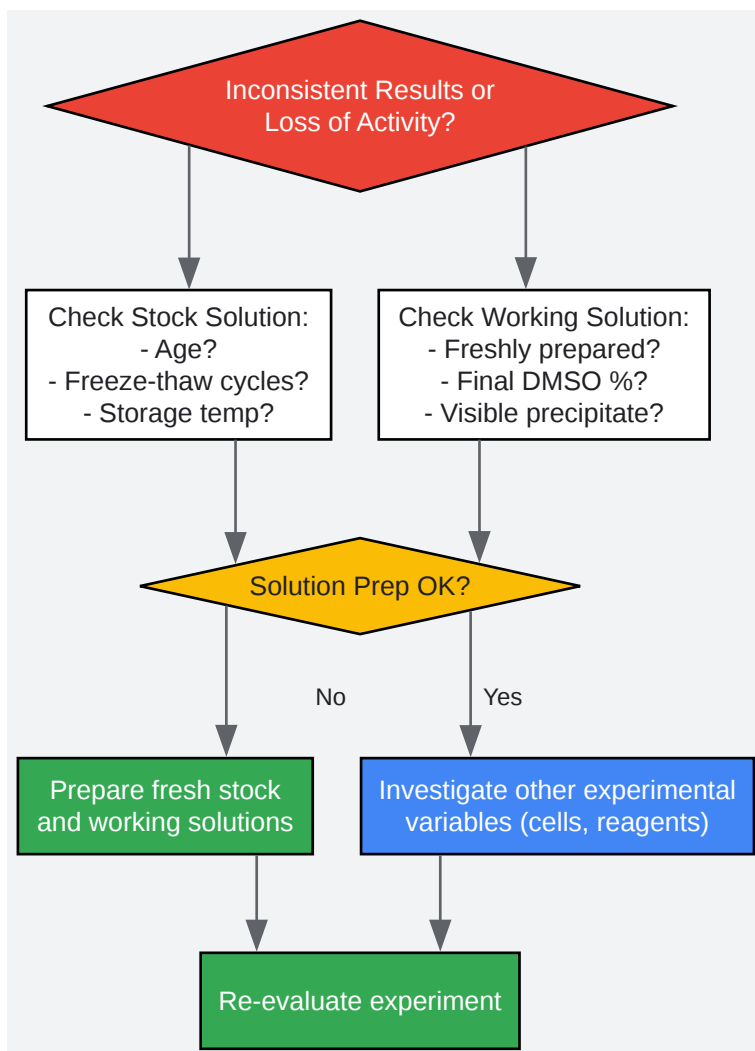 Inconsistent Results or
Loss of Activity?
Check Stock Solution:
- Age?
- Freeze-thaw cycles?
- Storage temp?
Check Working Solution:
- Freshly prepared?
- Final DMSO %?
- Visible precipitate?
Solution Prep OK?
No
Yes
Prepare fresh stock
and working solutions
Investigate other experimental
variables (cells, reagents)
Re-evaluate experiment